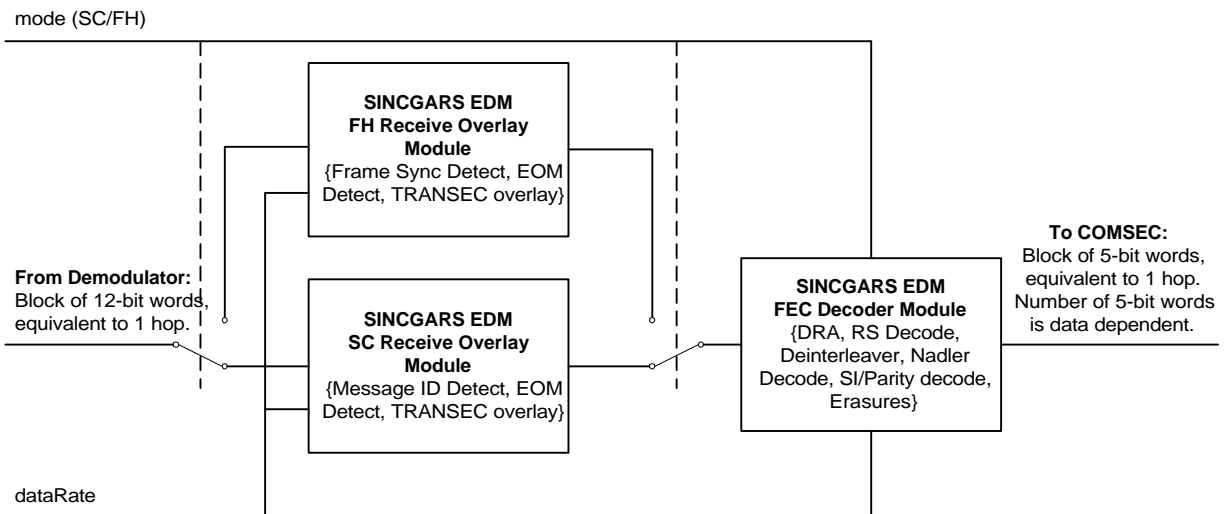 mode (SC/FH)
SINCGARS EDM
FH Receive Overlay
Module
{Frame Sync Detect, EOM
Detect, TRANSEC overlay}
From Demodulator:
Block of 12-bit words,
equivalent to 1 hop.
SINCGARS EDM
SC Receive Overlay
Module
{Message ID Detect, EOM
Detect, TRANSEC overlay}
SINCGARS EDM
FEC Decoder Module
{DRA, RS Decode,
Deinterleaver, Nadler
Decode, SI/Parity decode,
Erasures}
To COMSEC:
Block of 5-bit words,
equivalent to 1 hop.
Number of 5-bit words
is data dependent.
dataRate